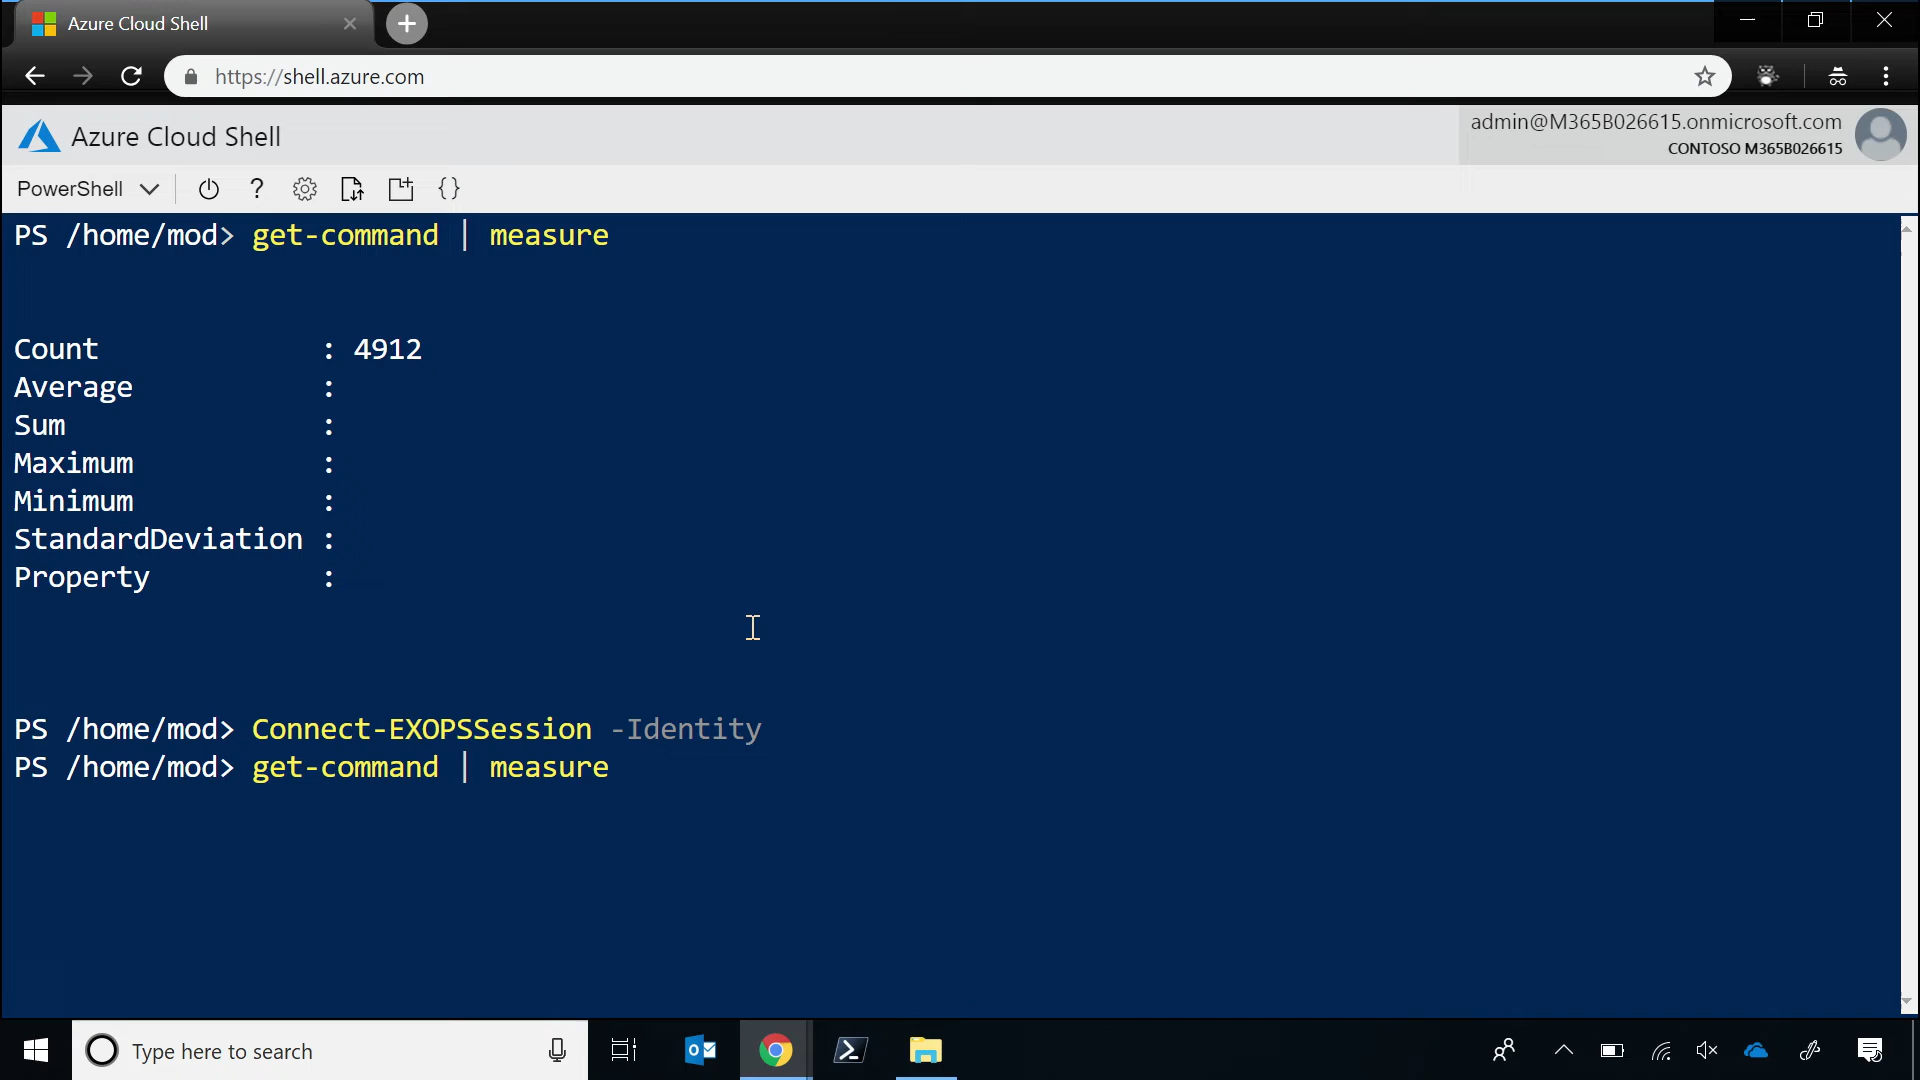 Azure Cloud Shell
https://shell.azure.com
Azure Cloud Shell
admin@M365B026615.onmicrosoft.com
CONTOSO M365B026615
PowerShell
?
{}
PS /home/mod> get-command | measure
Count : 4912
Average :
Sum :
Maximum :
Minimum :
StandardDeviation :
Property :
PS /home/mod> Connect-EXOPSSession -Identity
PS /home/mod> get-command | measure
Type here to search